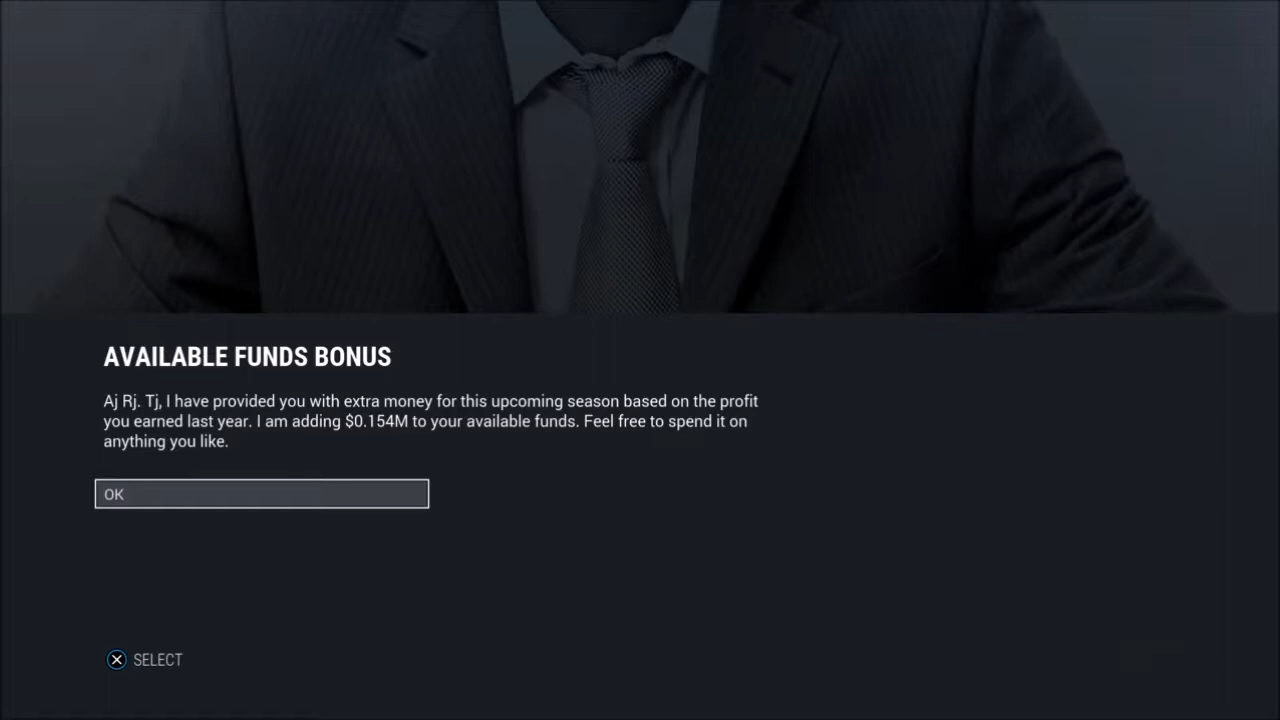 AVAILABLE FUNDS BONUS
Aj Rj. Tj, I have provided you with extra money for this upcoming season based on the profit
you earned last year. I am adding $0.154M to your available funds. Feel free to spend it on
anything you like.
OK
SELECT